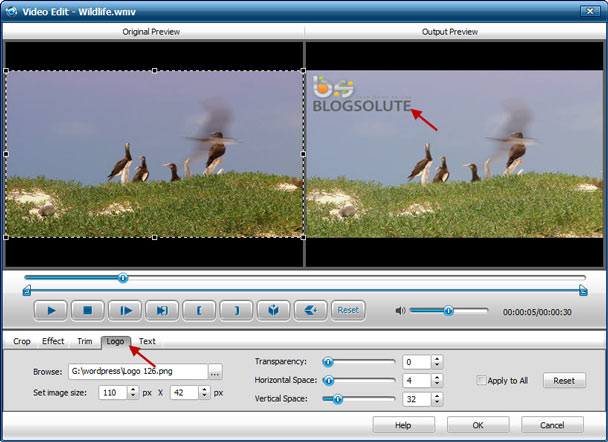 Video Edit - Wildlife.wmv
Original Preview
Output Preview
bs
BLOGSOLUTE
Reset
00:00:05/00:00:30
Crop
Effect
Trim
Logo
Text
Browse:
G:\wordpress\Logo 126.png
...
Set image size:
110
px
X
42
px
Transparency:
0
Horizontal Space:
4
Vertical Space:
32
Apply to All
Reset
Help
OK
Cancel